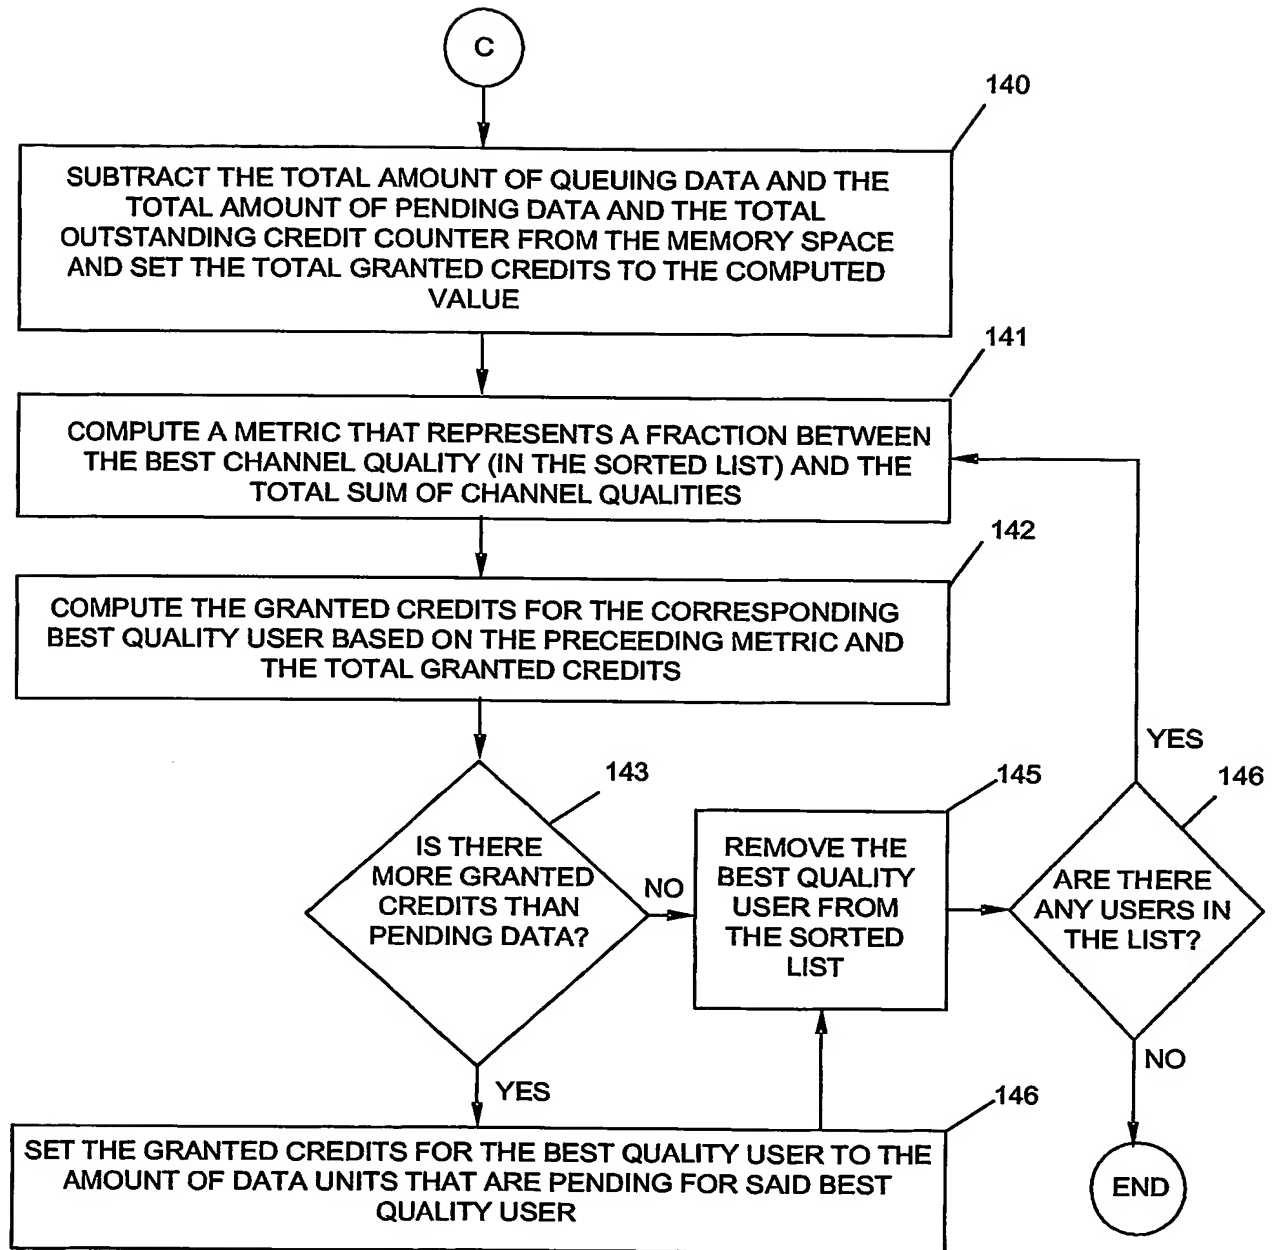 C
140
SUBTRACT THE TOTAL AMOUNT OF QUEUING DATA AND THE
TOTAL AMOUNT OF PENDING DATA AND THE TOTAL
OUTSTANDING CREDIT COUNTER FROM THE MEMORY SPACE
AND SET THE TOTAL GRANTED CREDITS TO THE COMPUTED
VALUE
141
COMPUTE A METRIC THAT REPRESENTS A FRACTION BETWEEN
THE BEST CHANNEL QUALITY (IN THE SORTED LIST) AND THE
TOTAL SUM OF CHANNEL QUALITIES
142
COMPUTE THE GRANTED CREDITS FOR THE CORRESPONDING
BEST QUALITY USER BASED ON THE PRECEEDING METRIC AND
THE TOTAL GRANTED CREDITS
143
IS THERE
MORE GRANTED
CREDITS THAN
PENDING DATA?
NO
YES
145
REMOVE THE
BEST QUALITY
USER FROM
THE SORTED
LIST
YES
146
ARE THERE
ANY USERS IN
THE LIST?
NO
146
SET THE GRANTED CREDITS FOR THE BEST QUALITY USER TO THE
AMOUNT OF DATA UNITS THAT ARE PENDING FOR SAID BEST
QUALITY USER
END